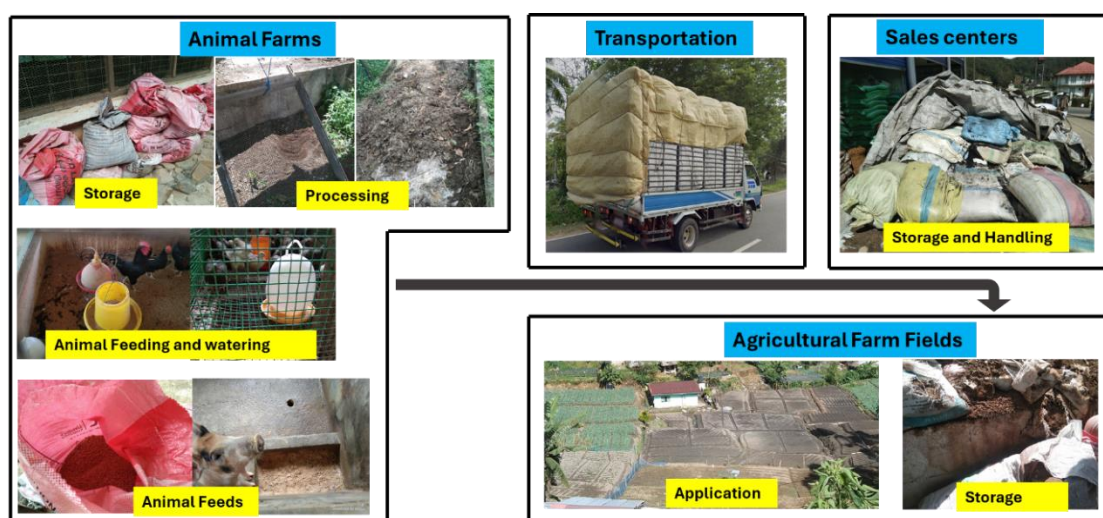 Animal Farms
Storage
Processing
Animal Feeding and watering
Animal Feeds
Transportation
Sales centers
Storage and Handling
Agricultural Farm Fields
Application
Storage